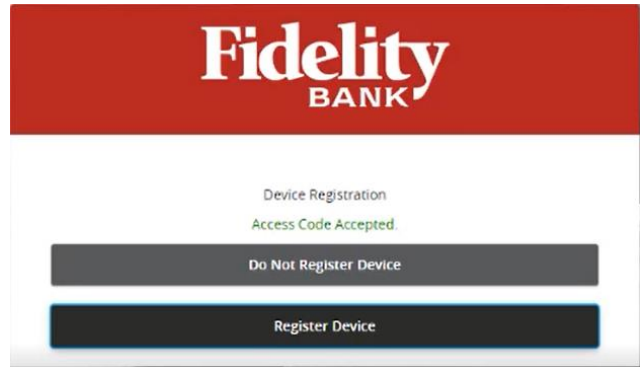 Fidelity
BANK
Device Registration
Access Code Accepted.
Do Not Register Device
Register Device